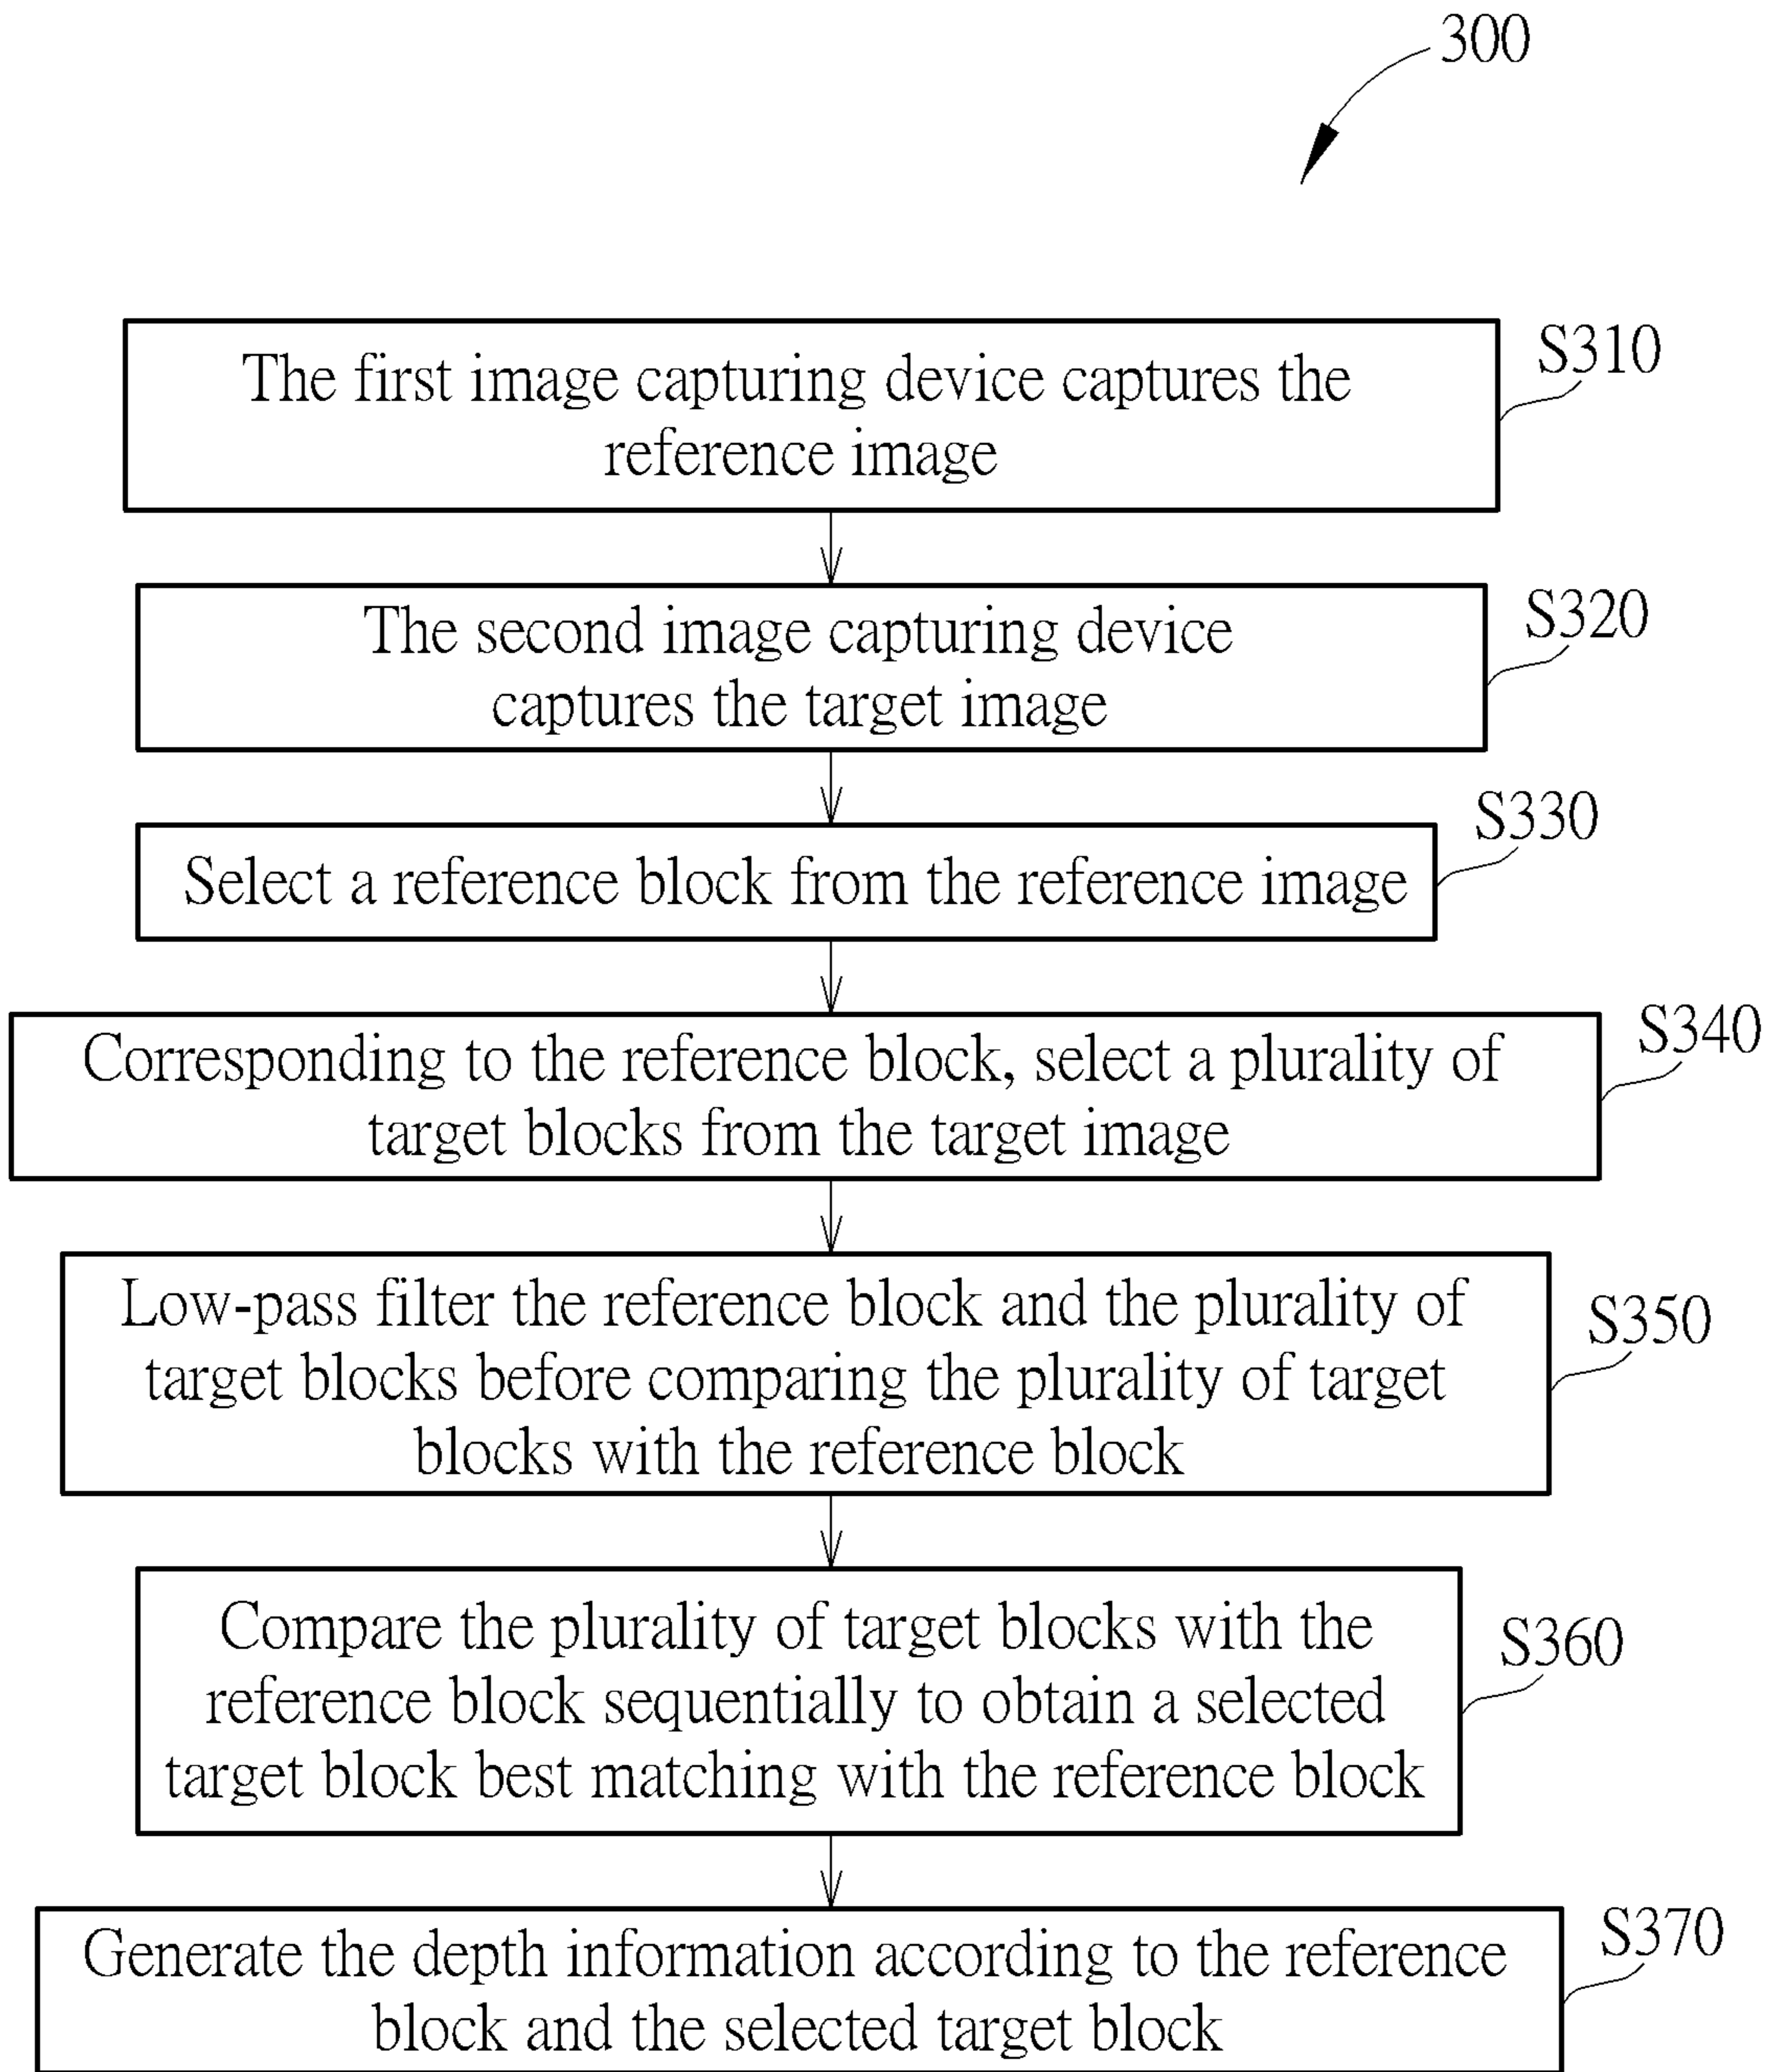 300
The first image capturing device captures the
reference image
S310
The second image capturing device
captures the target image
S320
Select a reference block from the reference image
S330
Corresponding to the reference block, select a plurality of
target blocks from the target image
S340
Low-pass filter the reference block and the plurality of
target blocks before comparing the plurality of target
blocks with the reference block
S350
Compare the plurality of target blocks with the
reference block sequentially to obtain a selected
target block best matching with the reference block
S360
Generate the depth information according to the reference
block and the selected target block
S370